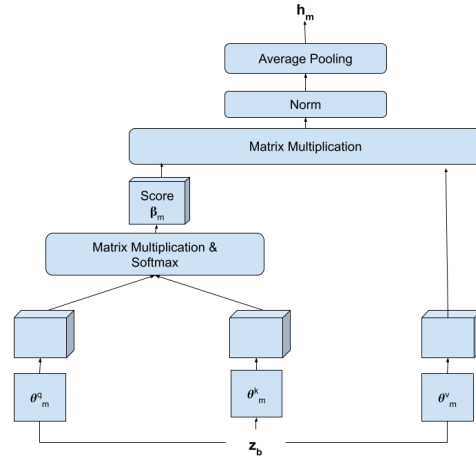 h_m
Average Pooling
Norm
Matrix Multiplication
Score
β_m
Matrix Multiplication &
Softmax
θ^q_m
θ^k_m
θ^v_m
z_b